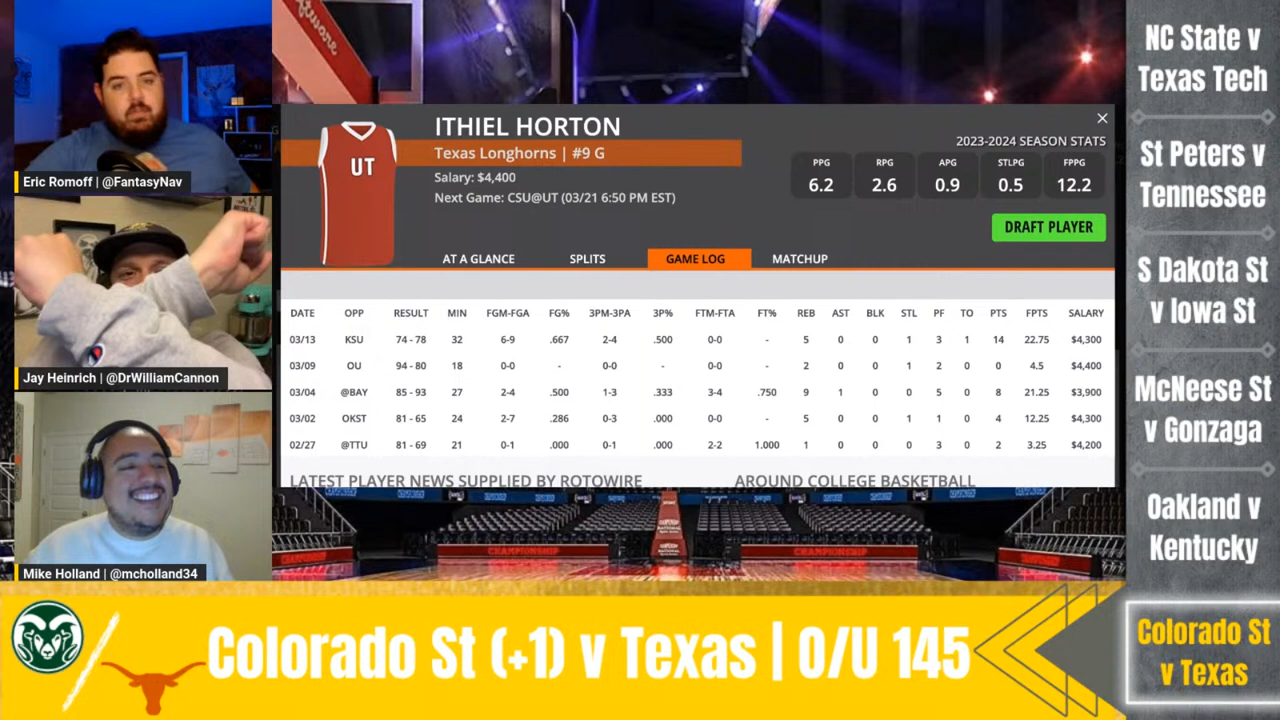 Eric Romoff | @FantasyNav
Jay Heinrich | @DrWilliamCannon
Mike Holland | @mcholland34
UT
ITHIEL HORTON
Texas Longhorns | #9 G
Salary: $4,400
Next Game: CSU@UT (03/21 6:50 PM EST)
2023-2024 SEASON STATS
PPG RPG APG STLPG FPPG
6.2 2.6 0.9 0.5 12.2
DRAFT PLAYER
AT A GLANCE SPLITS GAME LOG MATCHUP
DATE OPP RESULT MIN FGM-FGA FG% 3PM-3PA 3P% FTM-FTA FT% REB AST BLK STL PF TO PTS FPTS SALARY
03/13 KSU 74 - 78 32 6-9 .667 2-4 .500 0-0 - 5 0 0 1 3 1 14 22.75 $4,300
03/09 OU 94 - 80 18 0-0 - 0-0 - 0-0 - 2 0 0 1 2 0 0 4.5 $4,400
03/04 @BAY 85 - 93 27 2-4 .500 1-3 .333 3-4 .750 9 1 0 0 5 0 8 21.25 $3,900
03/02 OKST 81 - 65 24 2-7 .286 0-3 .000 0-0 - 5 0 0 1 1 0 4 12.25 $4,300
02/27 @TTU 81 - 69 21 0-1 .000 0-1 .000 2-2 1.000 1 0 0 0 3 0 2 3.25 $4,200
LATEST PLAYER NEWS SUPPLIED BY ROTOWIRE AROUND COLLEGE BASKETBALL
CHAMPIONSHIP
CHAMPIONSHIP
Colorado St (+1) v Texas | O/U 145
NC State v
Texas Tech
St Peters v
Tennessee
S Dakota St
v Iowa St
McNeese St
v Gonzaga
Oakland v
Kentucky
Colorado St
v Texas